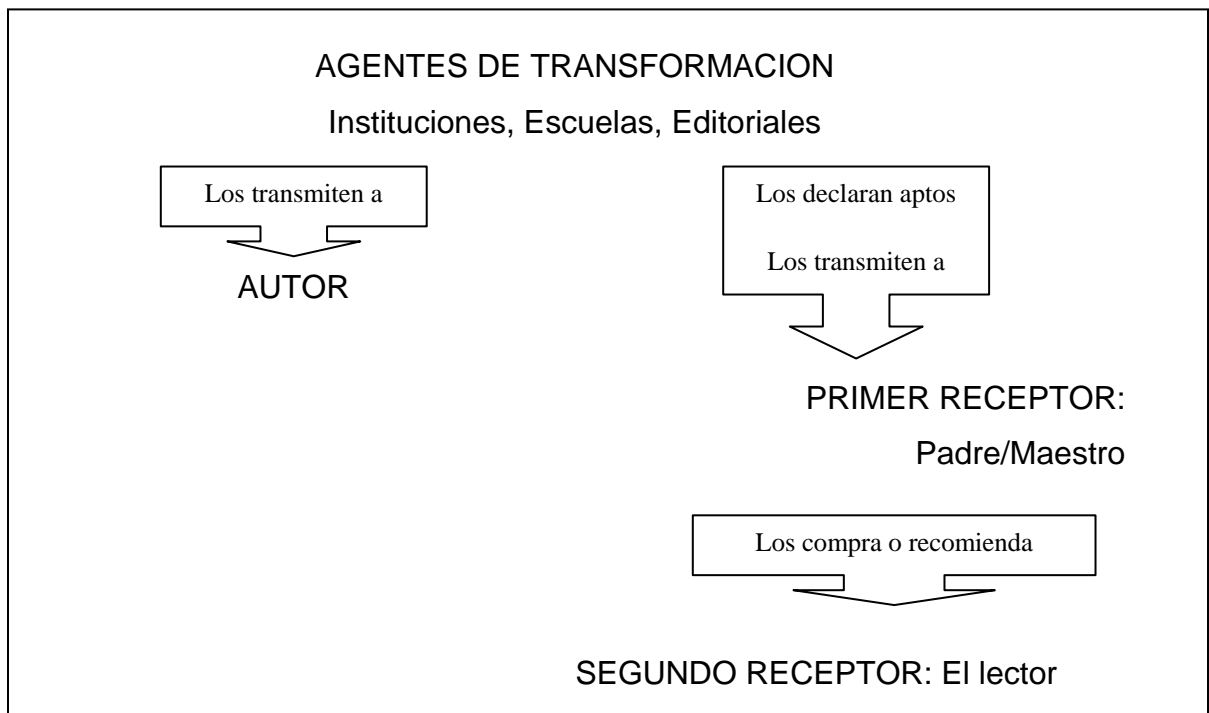 AGENTES DE TRANSFORMACION
Instituciones, Escuelas, Editoriales
Los transmiten a
AUTOR
Los declaran aptos
Los transmiten a
PRIMER RECEPTOR:
Padre/Maestro
Los compra o recomienda
SEGUNDO RECEPTOR: El lector